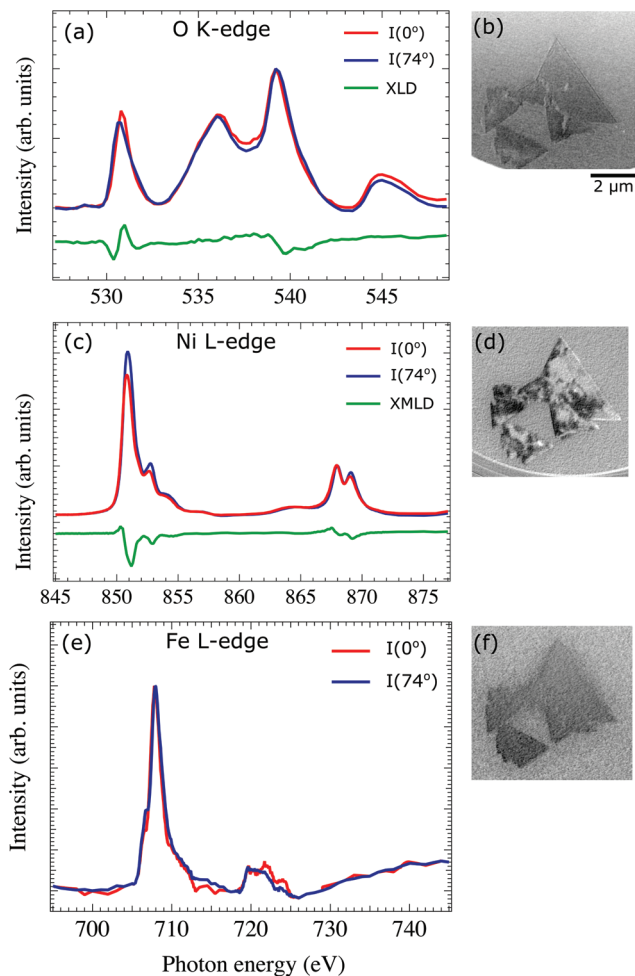 (a)
O K-edge
I(0°)
I(74°)
XLD
Intensity (arb. units)
530
535
540
545
(b)
2 µm
(c)
Ni L-edge
I(0°)
I(74°)
XMLD
Intensity (arb. units)
845
850
855
860
865
870
875
(d)
(e)
Fe L-edge
I(0°)
I(74°)
Intensity (arb. units)
700
710
720
730
740
Photon energy (eV)
(f)